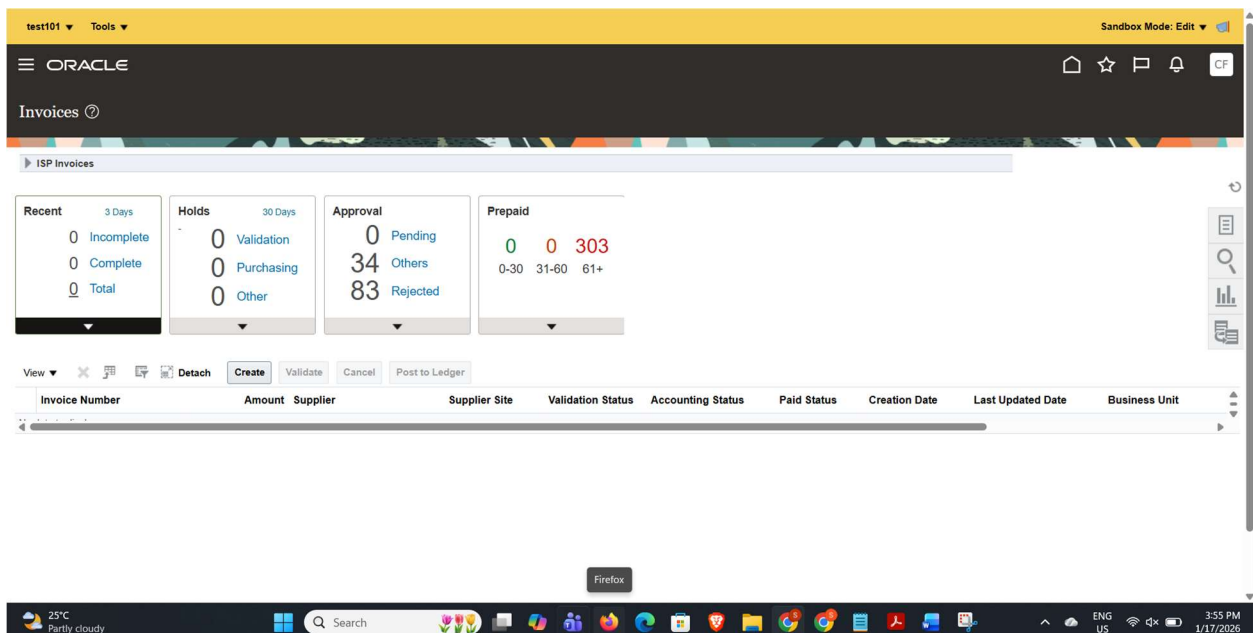 test101 Tools Sandbox Mode: Edit
ORACLE CF
Invoices
ISP Invoices
Recent 3 Days
0 Incomplete
0 Complete
0 Total
Holds 30 Days
0 Validation
0 Purchasing
0 Other
Approval
0 Pending
34 Others
83 Rejected
Prepaid
0 0 303
0-30 31-60 61+
View Detach Create Validate Cancel Post to Ledger
Invoice Number Amount Supplier Supplier Site Validation Status Accounting Status Paid Status Creation Date Last Updated Date Business Unit
Firefox
25°C
Partly cloudy
Search
ENG
US
3:55 PM
1/17/2026